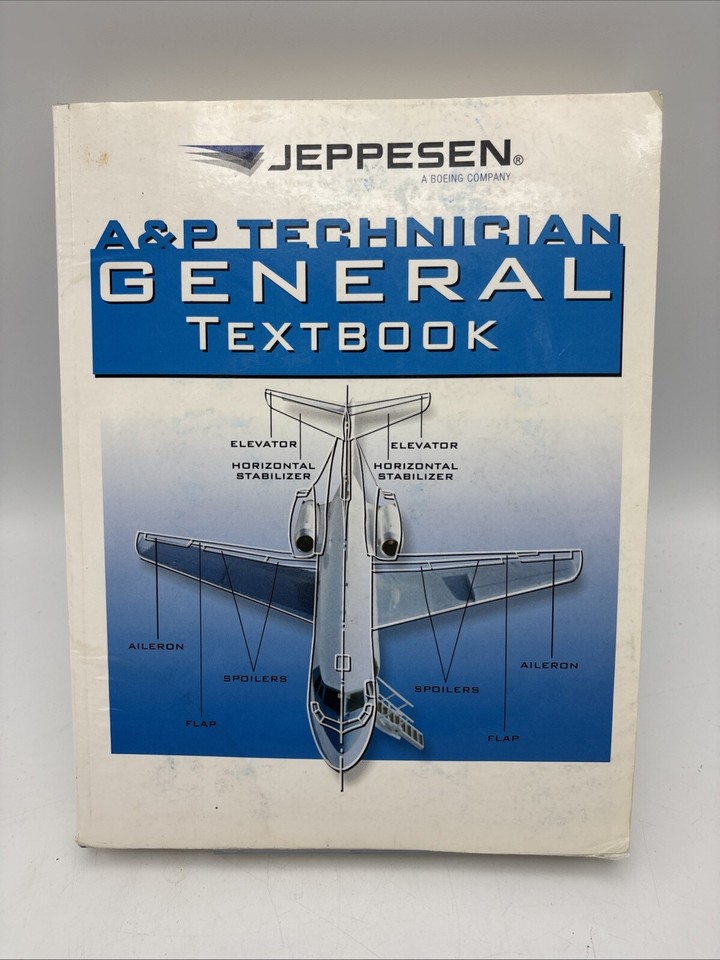 JEPPESEN®
A BOEING COMPANY
A&P TECHNICIAN
GENERAL
TEXTBOOK
ELEVATOR
ELEVATOR
HORIZONTAL
STABILIZER
HORIZONTAL
STABILIZER
AILERON
SPOILERS
FLAP
SPOILERS
AILERON
FLAP